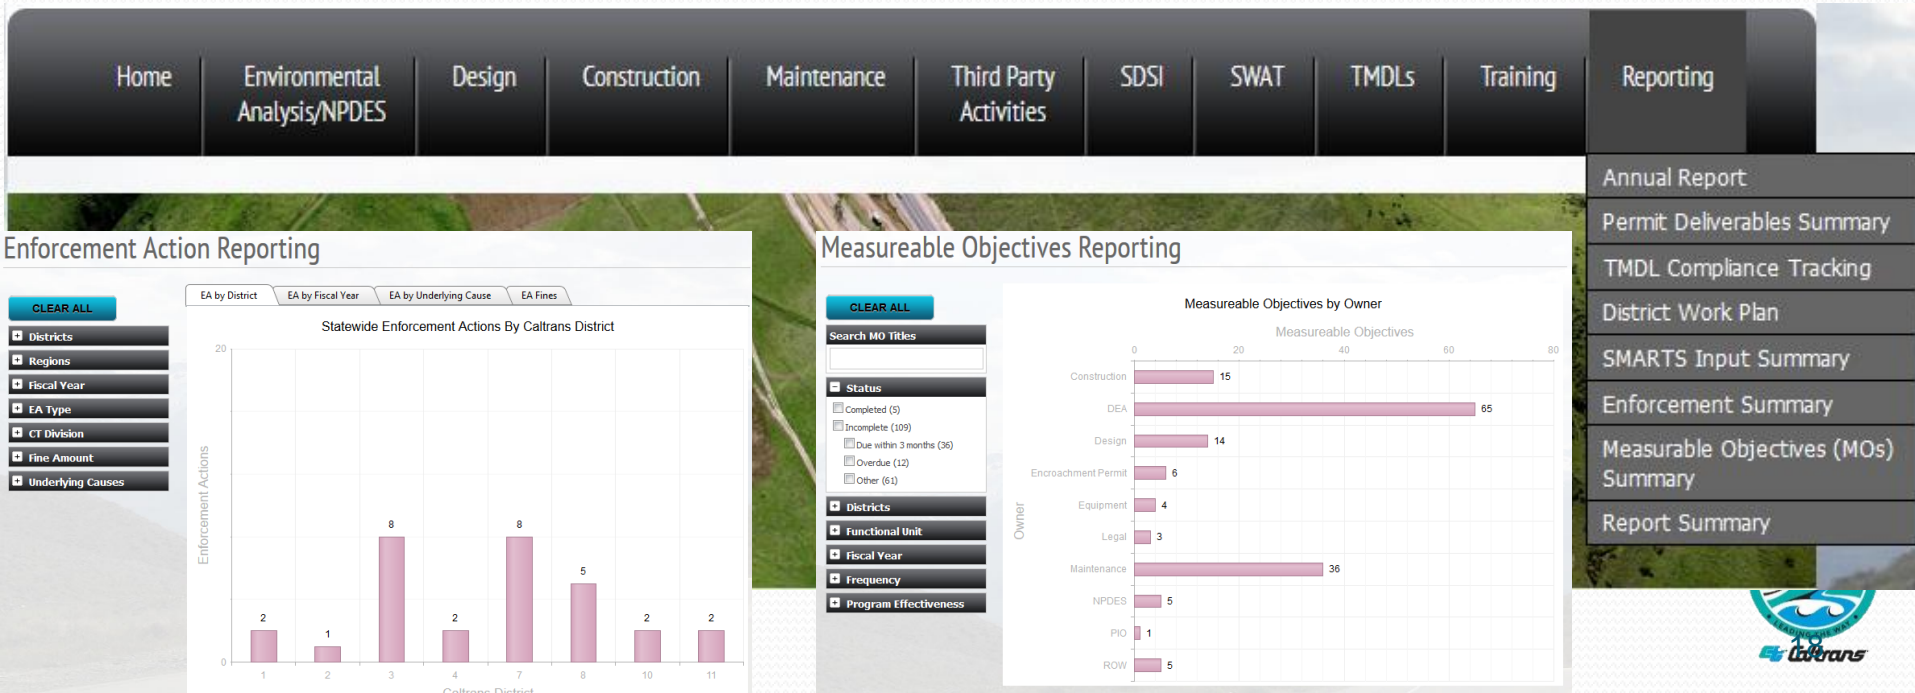 Home
Environmental
Analysis/NPDES
Design
Construction
Maintenance
Third Party
Activities
SDSI
SWAT
TMDLs
Training
Reporting
Annual Report
Permit Deliverables Summary
TMDL Compliance Tracking
District Work Plan
SMARTS Input Summary
Enforcement Summary
Measurable Objectives (MOs)
Summary
Report Summary
Enforcement Action Reporting
CLEAR ALL
Districts
Regions
Fiscal Year
EA Type
CT Division
Fine Amount
Underlying Causes
EA by District
EA by Fiscal Year
EA by Underlying Cause
EA Fines
Statewide Enforcement Actions By Caltrans District
Enforcement Actions
20
0
2
1
8
2
8
5
2
2
1
2
3
4
7
8
10
11
Caltrans District
Measureable Objectives Reporting
CLEAR ALL
Search MO Titles
Status
Completed (5)
Incomplete (109)
Due within 3 months (36)
Overdue (12)
Other (61)
Districts
Functional Unit
Fiscal Year
Frequency
Program Effectiveness
Measureable Objectives by Owner
Measureable Objectives
0 20 40 60 80
Owner
Construction 15
DEA 65
Design 14
Encroachment Permit 6
Equipment 4
Legal 3
Maintenance 36
NPDES 5
PIO 1
ROW 5
LEADING THE WAY
18
Caltrans